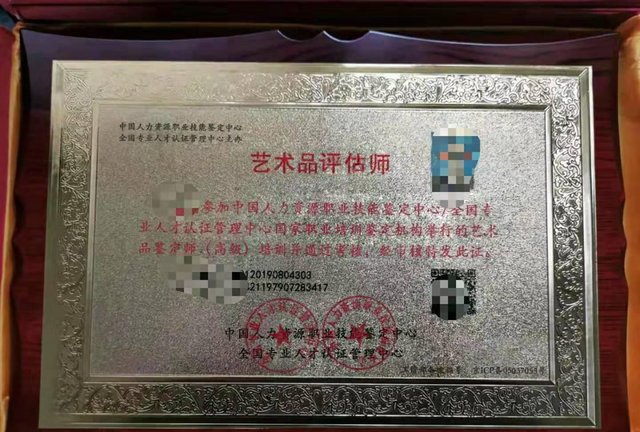 中国人力资源职业技能鉴定中心
全国专业人才认证管理中心主办
艺术品评估师
参加中国人力资源职业技能鉴定中心/全国专
业人才认证管理中心国家职业培训鉴定机构举行的艺术
品鉴定师（高级）培训并通过考核，经审核特发此证。
120190804303
21197907283417
中国人力资源职业技能鉴定中心
全国专业人才认证管理中心
京ICP备05037055号